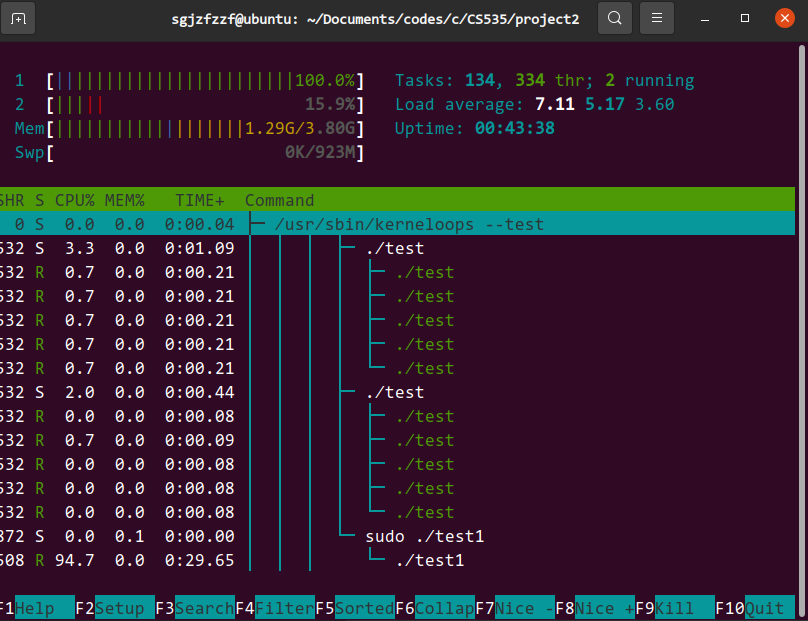 sgjzfzzf@ubuntu: ~/Documents/codes/c/CS535/project2
1 [||||||||||||||||||||||||100.0%] Tasks: 134, 334 thr; 2 running
2 [||||| 15.9%] Load average: 7.11 5.17 3.60
Mem[|||||||||||||||||||1.29G/3.80G] Uptime: 00:43:38
Swp[ 0K/923M]
SHR S CPU% MEM% TIME+ Command
0 S 0.0 0.0 0:00.04 ├─ /usr/sbin/kerneloops --test
532 S 3.3 0.0 0:01.09 │ │ │ ├─ ./test
532 R 0.7 0.0 0:00.21 │ │ │ │ ├─ ./test
532 R 0.7 0.0 0:00.21 │ │ │ │ ├─ ./test
532 R 0.7 0.0 0:00.21 │ │ │ │ ├─ ./test
532 R 0.7 0.0 0:00.21 │ │ │ │ ├─ ./test
532 R 0.7 0.0 0:00.21 │ │ │ │ └─ ./test
532 S 2.0 0.0 0:00.44 │ │ │ ├─ ./test
532 R 0.0 0.0 0:00.08 │ │ │ │ ├─ ./test
532 R 0.7 0.0 0:00.09 │ │ │ │ ├─ ./test
532 R 0.0 0.0 0:00.08 │ │ │ │ ├─ ./test
532 R 0.0 0.0 0:00.08 │ │ │ │ ├─ ./test
532 R 0.0 0.0 0:00.08 │ │ │ │ └─ ./test
372 S 0.0 0.1 0:00.00 │ │ │ └─ sudo ./test1
508 R 94.7 0.0 0:29.65 │ │ │ └─ ./test1
F1Help F2Setup F3SearchF4FilterF5SortedF6CollapF7Nice -F8Nice +F9Kill F10Quit